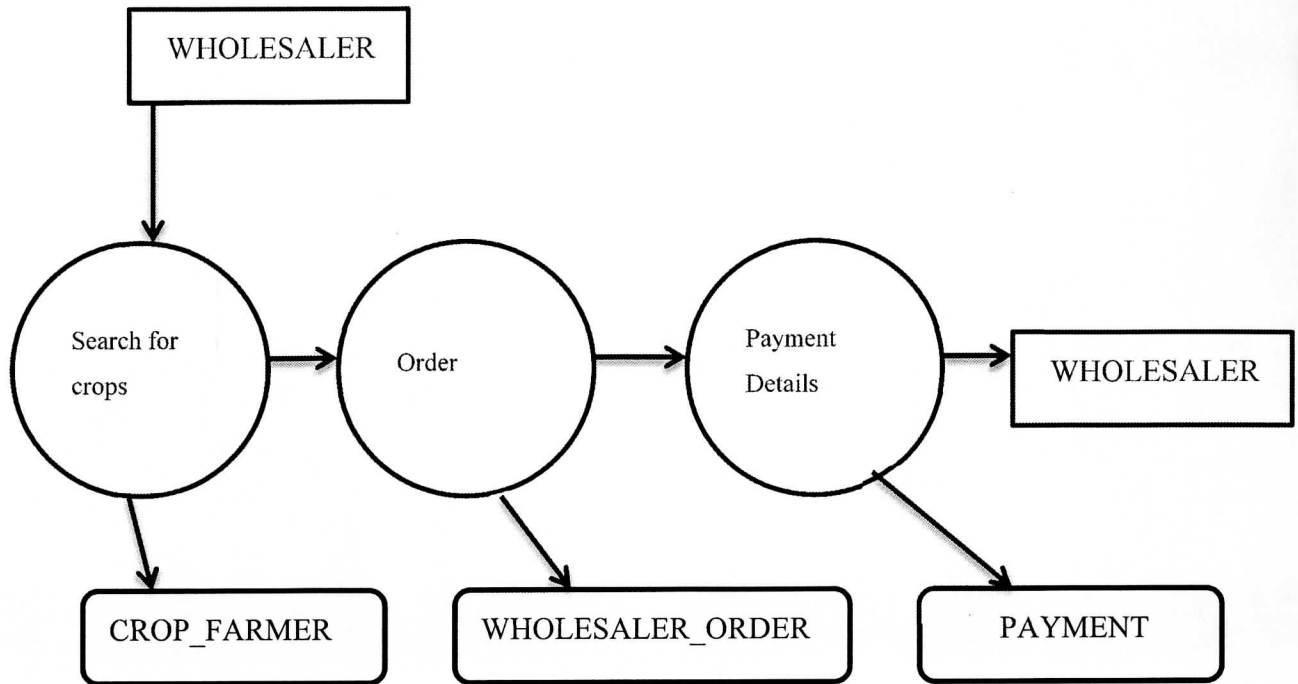 WHOLESALER
Search for
crops
Order
Payment
Details
WHOLESALER
CROP_FARMER
WHOLESALER_ORDER
PAYMENT